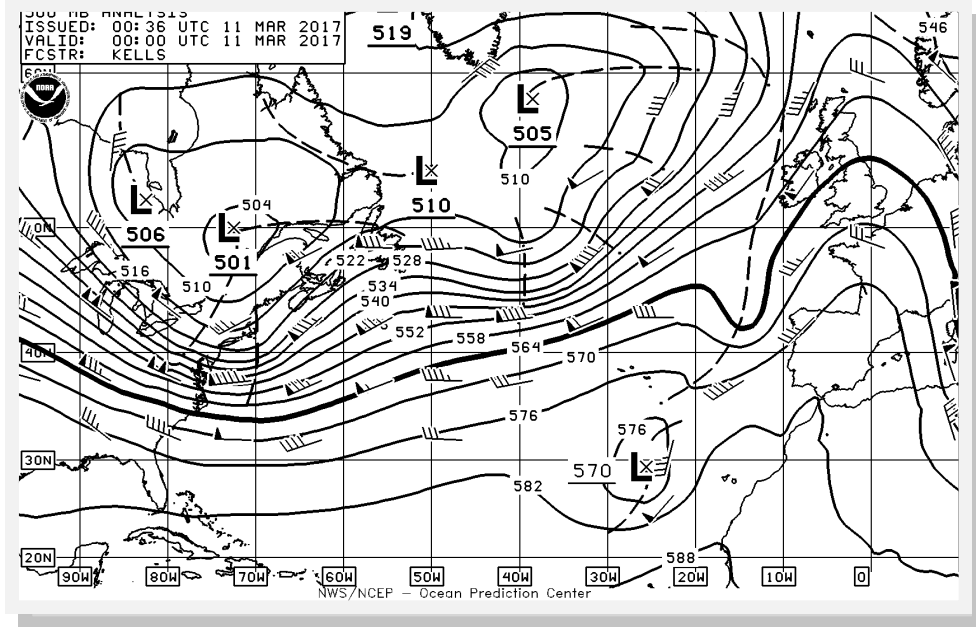 500 MB ANALYSIS
ISSUED: 00:36 UTC 11 MAR 2017
VALID: 00:00 UTC 11 MAR 2017
FCSTR: KELLS
519
546
NOAA
L
505
L
510
510
L
506
504
L
501
516
510
522
528
534
540
552
558
564
570
40N
576
576
L
570
30N
582
20N
588
90W
80W
70W
60W
50W
40W
30W
20W
10W
0
NWS/NCEP – Ocean Prediction Center